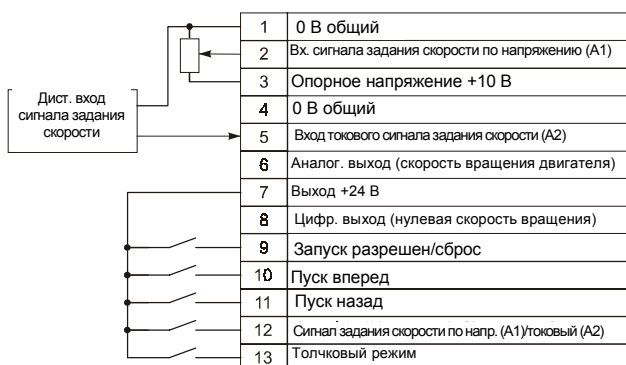 1 0 В общий
2 Вх. сигнала задания скорости по напряжению (A1)
3 Опорное напряжение +10 В
Дист. вход
сигнала задания
скорости
4 0 В общий
5 Вход токового сигнала задания скорости (A2)
6 Аналог. выход (скорость вращения двигателя)
7 Выход +24 В
8 Цифр. выход (нулевая скорость вращения)
9 Запуск разрешен/сброс
10 Пуск вперед
11 Пуск назад
12 Сигнал задания скорости по напр. (A1)/токовый (A2)
13 Толчковый режим